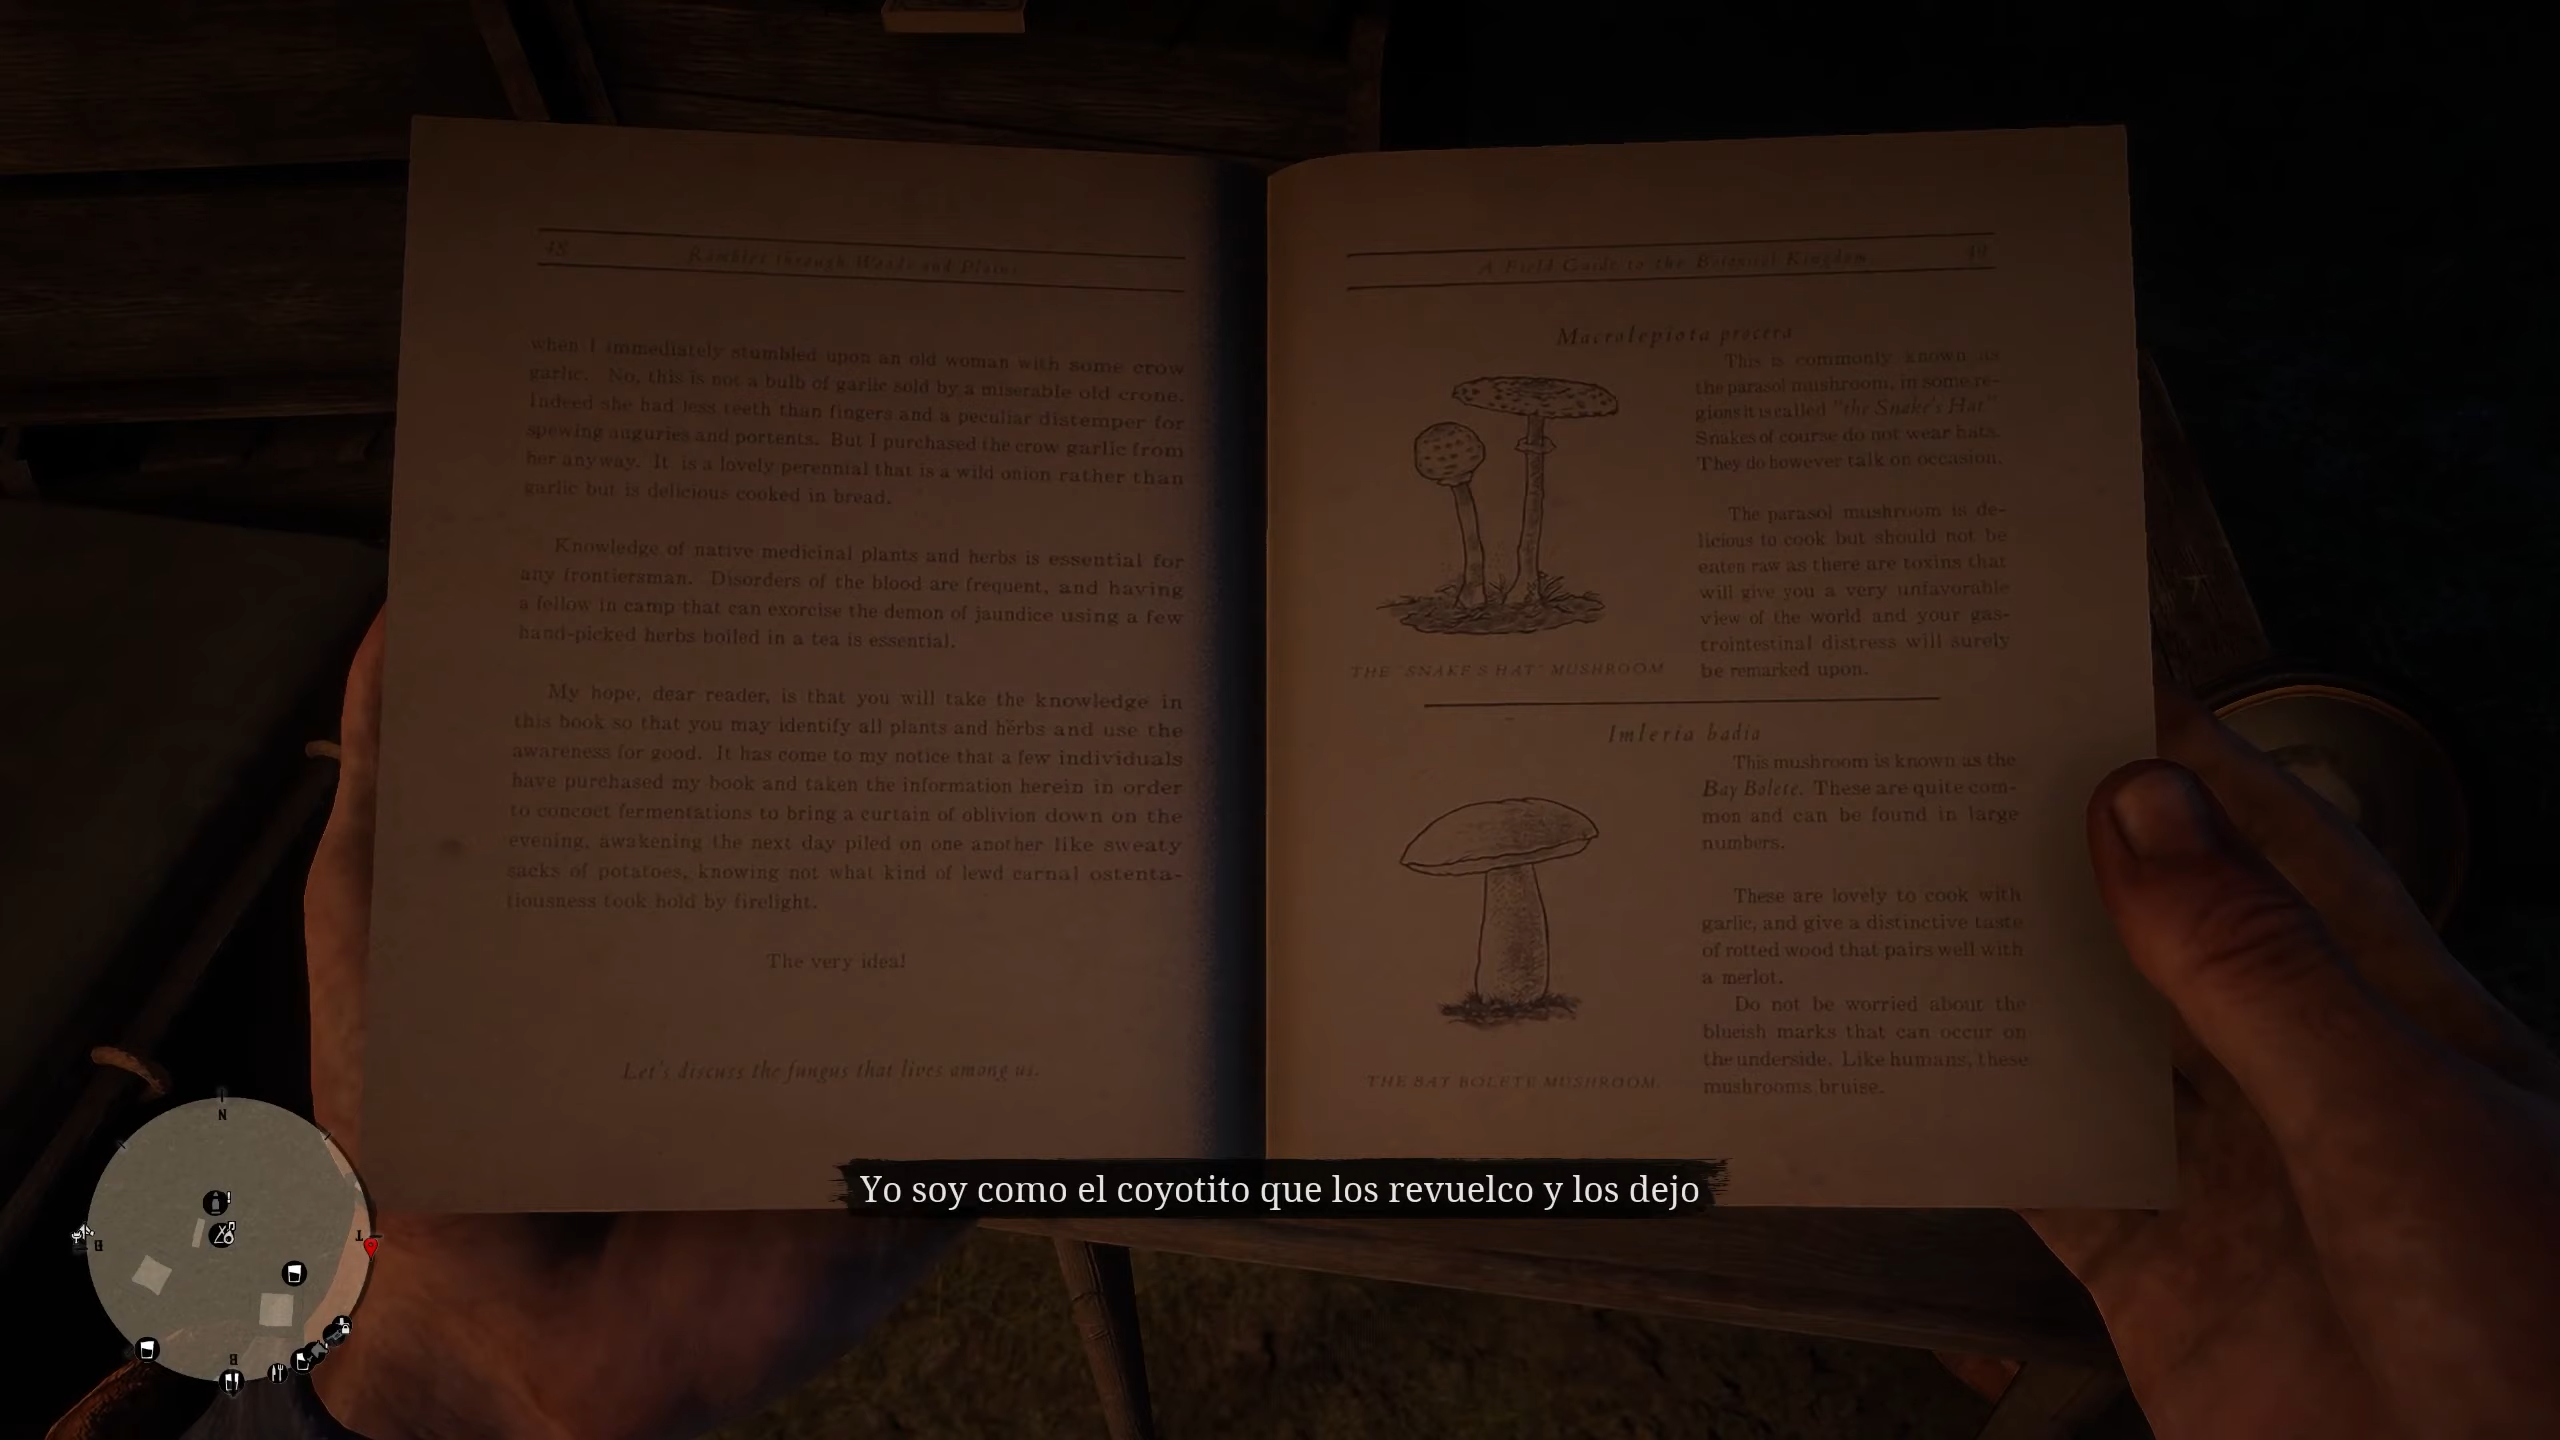 48
Rambles through Woods and Plains
when I immediately stumbled upon an old woman with some crow
garlic. No, this is not a bulb of garlic sold by a miserable old crone.
Indeed she had less teeth than fingers and a peculiar distemper for
spewing auguries and portents. But I purchased the crow garlic from
her anyway. It is a lovely perennial that is a wild onion rather than
garlic but is delicious cooked in bread.
Knowledge of native medicinal plants and herbs is essential for
any frontiersman. Disorders of the blood are frequent, and having
a fellow in camp that can exorcise the demon of jaundice using a few
hand-picked herbs boiled in a tea is essential.
My hope, dear reader, is that you will take the knowledge in
this book so that you may identify all plants and herbs and use the
awareness for good. It has come to my notice that a few individuals
have purchased my book and taken the information herein in order
to concoct fermentations to bring a curtain of oblivion down on the
evening, awakening the next day piled on one another like sweaty
sacks of potatoes, knowing not what kind of lewd carnal ostenta-
tiousness took hold by firelight.
The very idea!
Let's discuss the fungus that lives among us.
A Field Guide to the Botanical Kingdom.
49
Macrolepiota procera
This is commonly known as
the parasol mushroom, in some re-
gions it is called "the Snake's Hat"
Snakes of course do not wear hats.
They do however talk on occasion.
The parasol mushroom is de-
licious to cook but should not be
eaten raw as there are toxins that
will give you a very unfavorable
view of the world and your gas-
trointestinal distress will surely
be remarked upon.
THE "SNAKE'S HAT" MUSHROOM
Imleria badia
This mushroom is known as the
Bay Bolete. These are quite com-
mon and can be found in large
numbers.
These are lovely to cook with
garlic, and give a distinctive taste
of rotted wood that pairs well with
a merlot.
Do not be worried about the
blueish marks that can occur on
the underside. Like humans, these
mushrooms bruise.
THE BAY BOLETE MUSHROOM.
Yo soy como el coyotito que los revuelco y los dejo
N
T
B
B